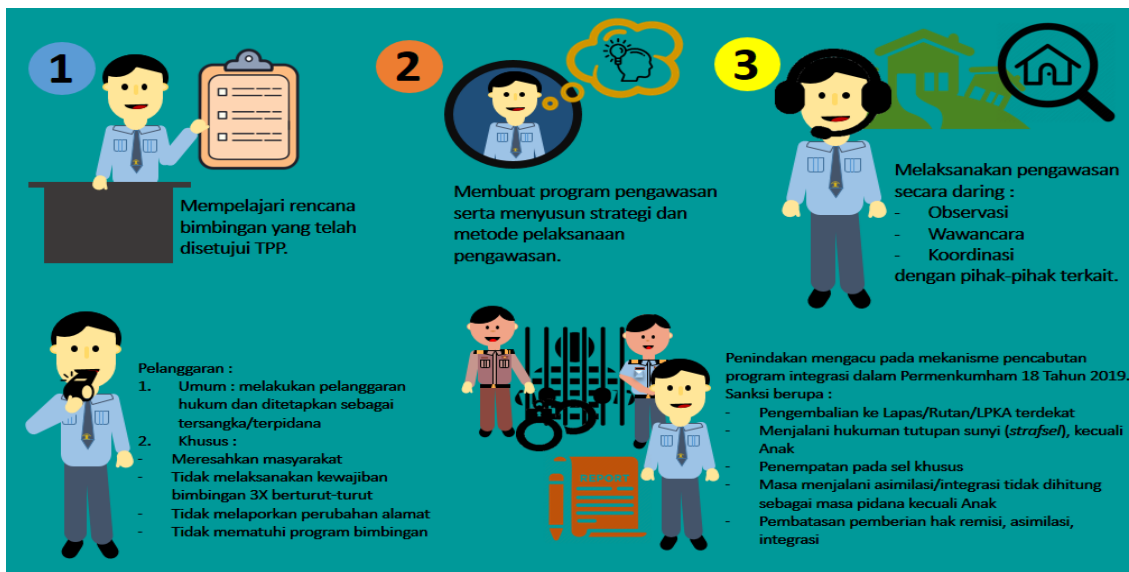 1
Mempelajari rencana
bimbingan yang telah
disetujui TPP.
2
Membuat program pengawasan
serta menyusun strategi dan
metode pelaksanaan
pengawasan.
3
Melaksanakan pengawasan
secara daring :
- Observasi
- Wawancara
- Koordinasi
dengan pihak-pihak terkait.
Pelanggaran :
1. Umum : melakukan pelanggaran
hukum dan ditetapkan sebagai
tersangka/terpidana
2. Khusus :
- Meresahkan masyarakat
- Tidak melaksanakan kewajiban
bimbingan 3X berturut-turut
- Tidak melaporkan perubahan alamat
- Tidak mematuhi program bimbingan
REPORT
Penindakan mengacu pada mekanisme pencabutan
program integrasi dalam Permenkumham 18 Tahun 2019.
Sanksi berupa :
- Pengembalian ke Lapas/Rutan/LPKA terdekat
- Menjalani hukuman tutupan sunyi (strafsel), kecuali
Anak
- Penempatan pada sel khusus
- Masa menjalani asimilasi/integrasi tidak dihitung
sebagai masa pidana kecuali Anak
- Pembatasan pemberian hak remisi, asimilasi,
integrasi